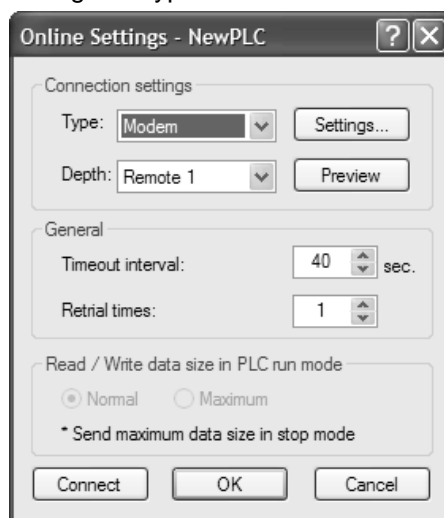 Online Settings - NewPLC
Connection settings
Type: Modem Settings...
Depth: Remote 1 Preview
General
Timeout interval: 40 sec.
Retrial times: 1
Read / Write data size in PLC run mode
Normal Maximum
* Send maximum data size in stop mode
Connect OK Cancel